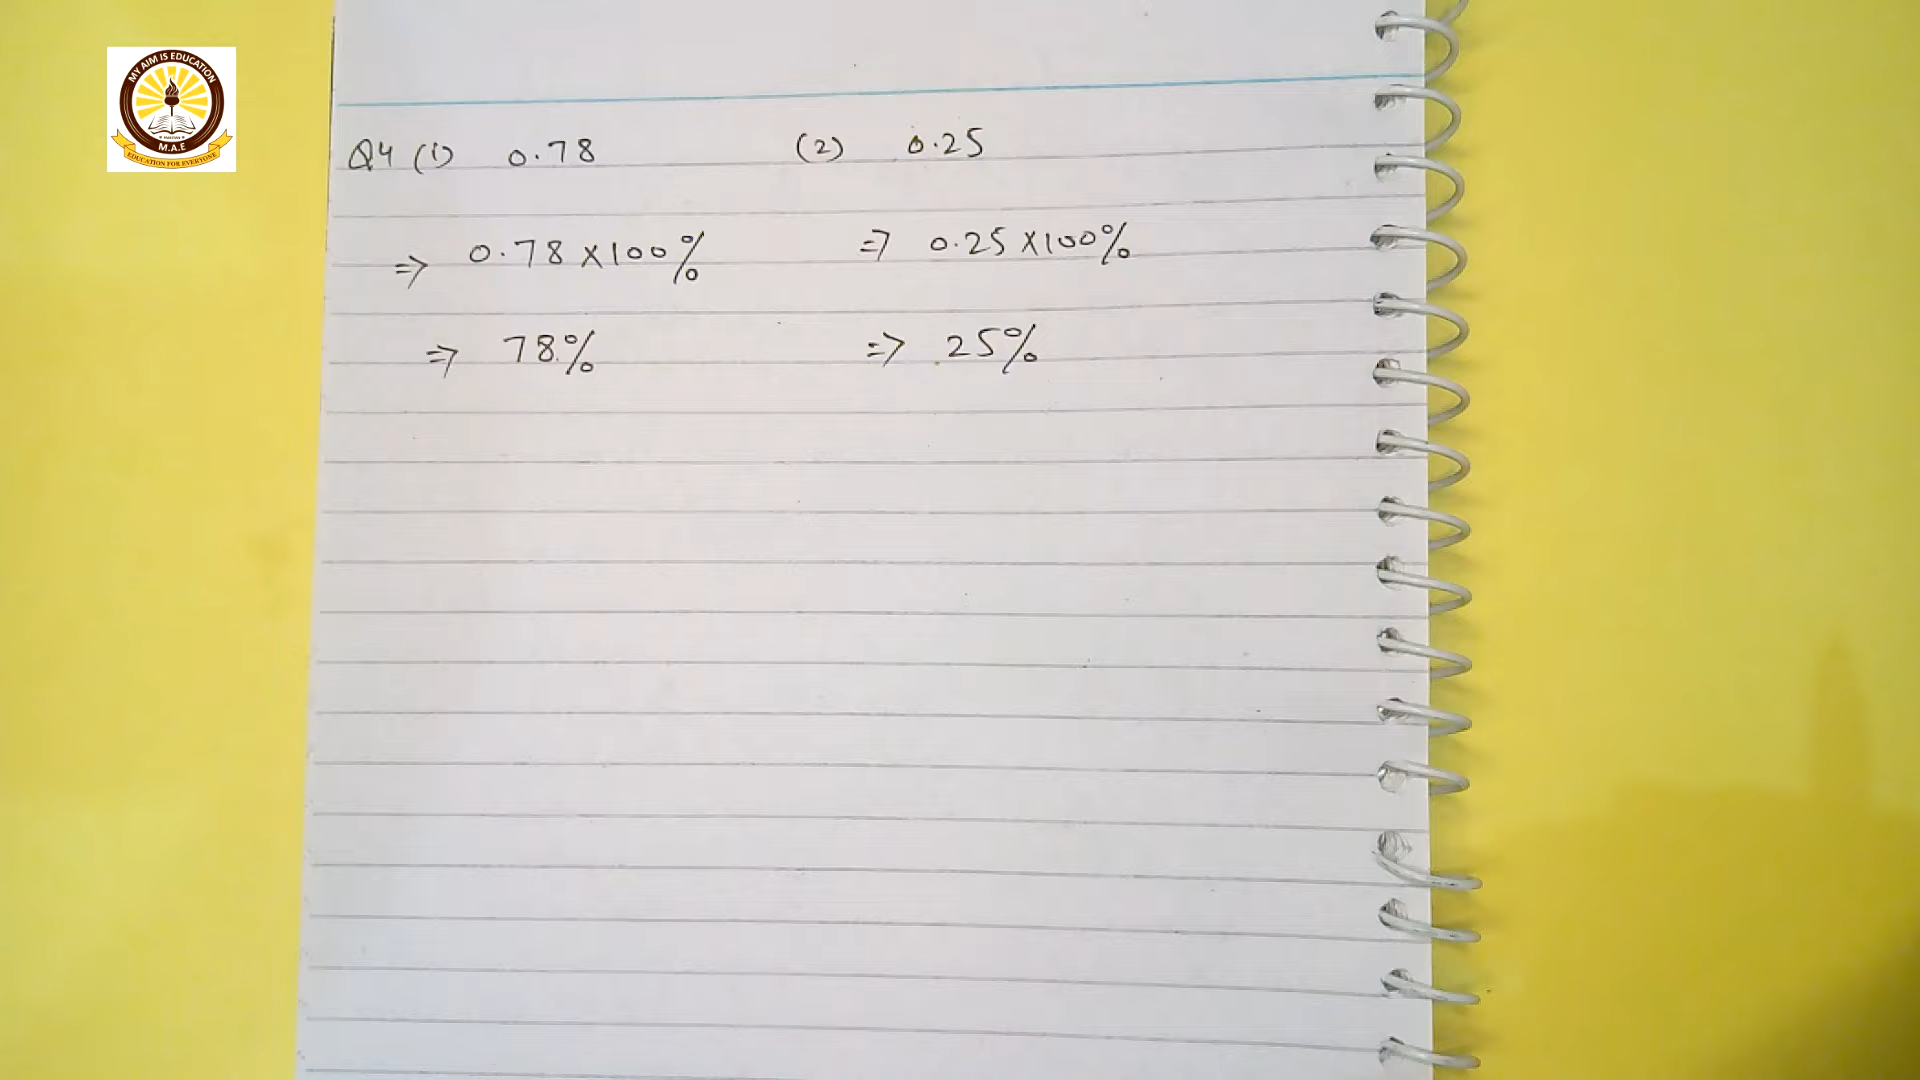 MY AIM IS EDUCATION
M.A.E
EDUCATION FOR EVERYONE
Q4 (1) 0.78 (2) 0.25
=> 0.78 X 100% => 0.25 X 100%
=> 78% => 25%